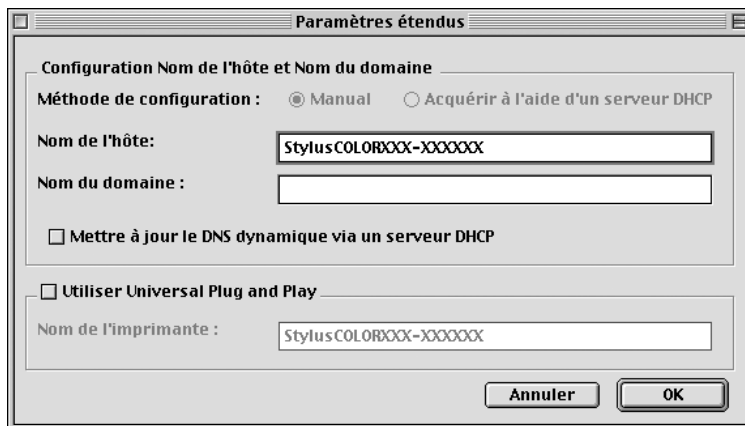 Paramètres étendus
Configuration Nom de l'hôte et Nom du domaine
Méthode de configuration : Manual Acquérir à l'aide d'un serveur DHCP
Nom de l'hôte: StylusCOLORXXX-XXXXXX
Nom du domaine :
Mettre à jour le DNS dynamique via un serveur DHCP
Utiliser Universal Plug and Play
Nom de l'imprimante : StylusCOLORXXX-XXXXXX
Annuler OK